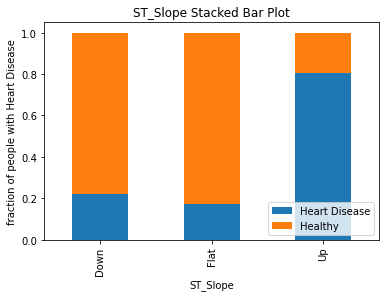 ST_Slope Stacked Bar Plot
fraction of people with Heart Disease
1.0
0.8
0.6
0.4
0.2
0.0
Heart Disease
Healthy
Down
Flat
Up
ST_Slope